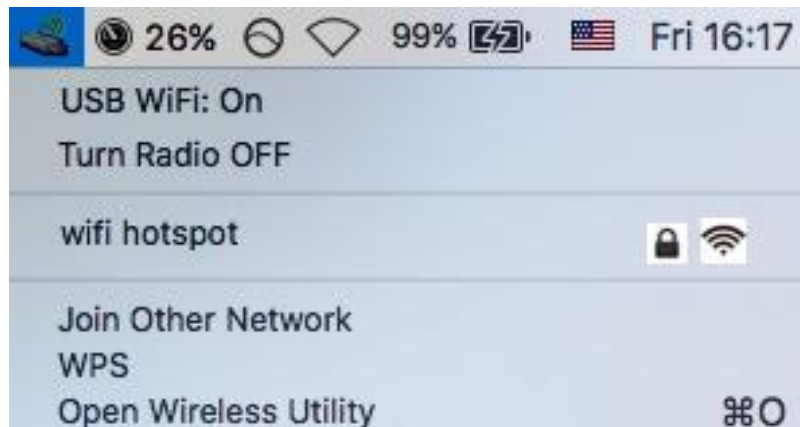 26% 99% Fri 16:17
USB WiFi: On
Turn Radio OFF
wifi hotspot
Join Other Network
WPS
Open Wireless Utility ⌘O